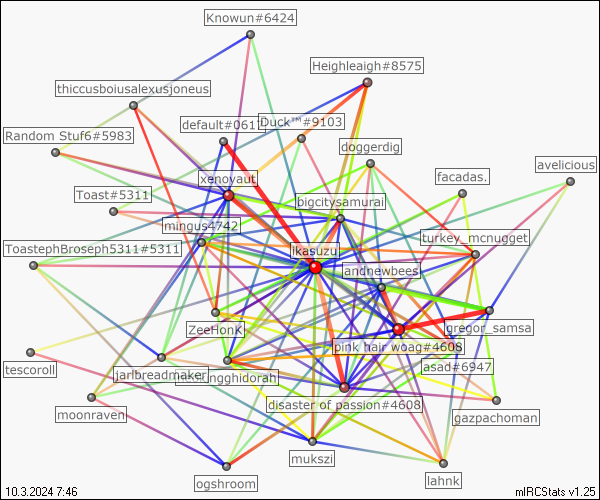 Knowun#6424
Heighleaigh#8575
thiccusboiusalexusjoneus
default#061
Duck™#9103
Random Stuf6#5983
doggerdig
avelicious
xenoyaut
facadas.
Toast#5311
bigcitysamurai
mingus4742
turkey_mcnugget
ToastephBroseph5311#5311
ikasuzu
andnewbees
ZeeHonK
gregor_samsa
pink hair woag#4608
tescoroll
jarlbreadmaker
ngghidorah
asad#6947
disaster of passion#4608
moonraven
gazpachoman
mukszi
ogshroom
lahnk
10.3.2024 7:46
mIRCStats v1.25